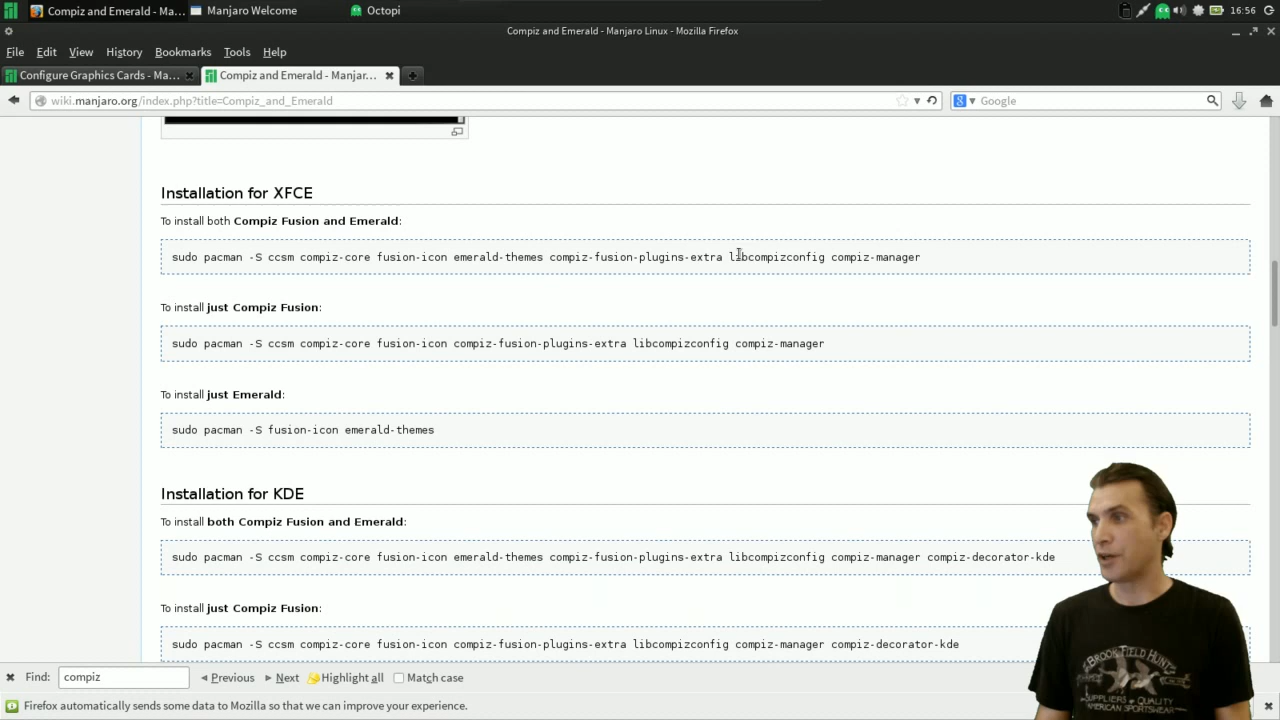 Compiz and Emerald - Ma...
Manjaro Welcome
Octopi
16:56
Compiz and Emerald - Manjaro Linux - Mozilla Firefox
File Edit View History Bookmarks Tools Help
Configure Graphics Cards - Ma...
Compiz and Emerald - Manjar...
wiki.manjaro.org/index.php?title=Compiz_and_Emerald
Google
Installation for XFCE
To install both Compiz Fusion and Emerald:
sudo pacman -S ccsm compiz-core fusion-icon emerald-themes compiz-fusion-plugins-extra libcompizconfig compiz-manager
To install just Compiz Fusion:
sudo pacman -S ccsm compiz-core fusion-icon compiz-fusion-plugins-extra libcompizconfig compiz-manager
To install just Emerald:
sudo pacman -S fusion-icon emerald-themes
Installation for KDE
To install both Compiz Fusion and Emerald:
sudo pacman -S ccsm compiz-core fusion-icon emerald-themes compiz-fusion-plugins-extra libcompizconfig compiz-manager compiz-decorator-kde
To install just Compiz Fusion:
sudo pacman -S ccsm compiz-core fusion-icon compiz-fusion-plugins-extra libcompizconfig compiz-manager compiz-decorator-kde
BROOK FIELD HUNT
SUPPLIERS of QUALITY
AMERICAN SPORTSWEAR
Find: compiz Previous Next Highlight all Match case
Firefox automatically sends some data to Mozilla so that we can improve your experience.